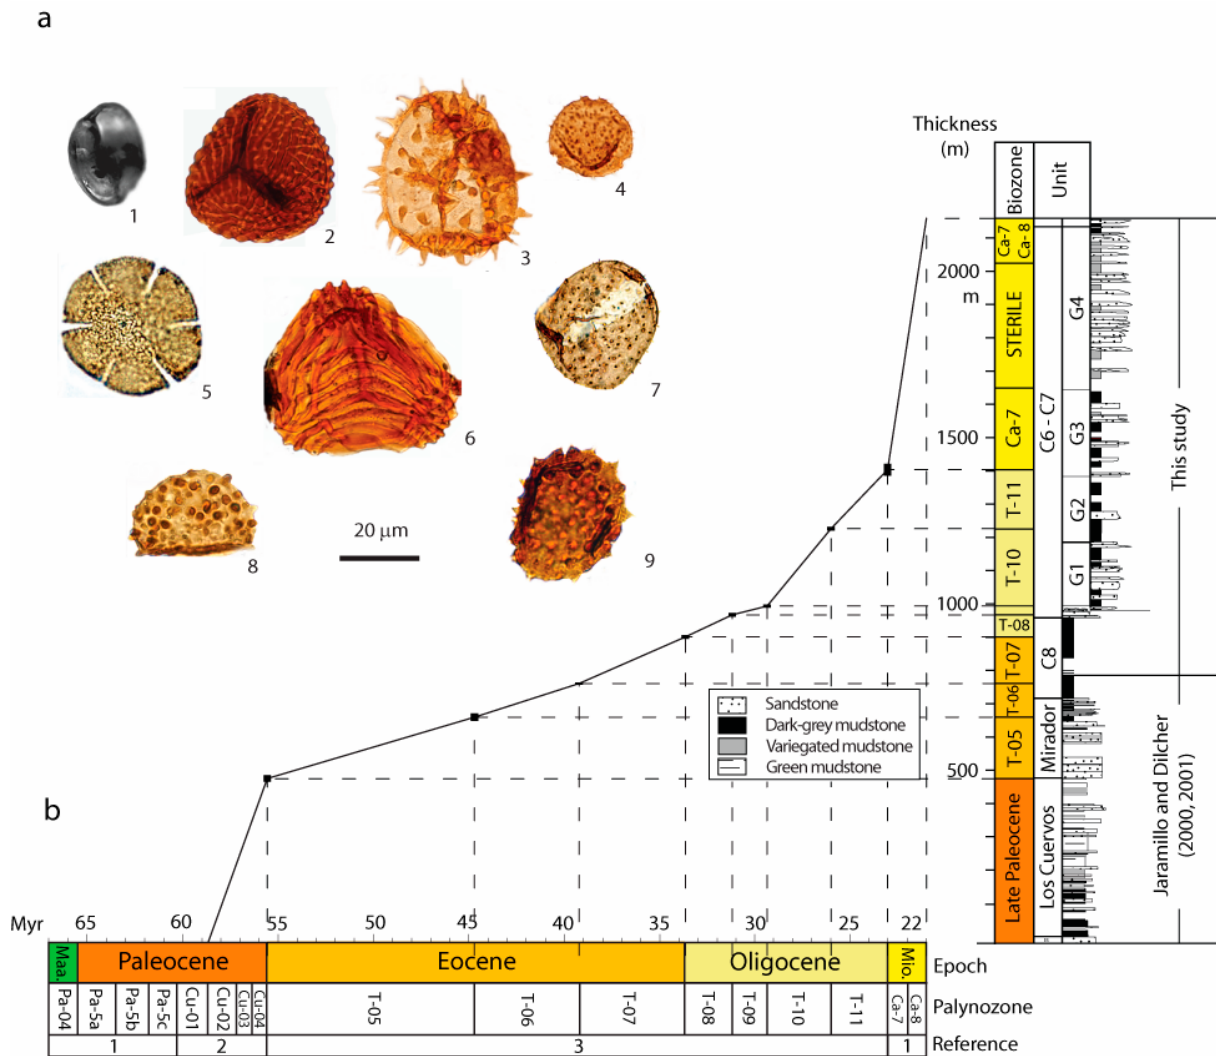 a
1
2
3
4
5
6
7
8
9
20 µm
Thickness
(m)
Biozone
Unit
Ca-7
Ca-8
STERILE
Ca-7
T-11
T-10
T-08
T-07
T-06
T-05
Late Paleocene
2000
m
1500
1000
500
C6 - C7
C8
Mirador
Los Cuervos
G4
G3
G2
G1
This study
Jaramillo and Dilcher
(2000, 2001)
Sandstone
Dark-grey mudstone
Variegated mudstone
Green mudstone
b
Myr 65 60 55 50 45 40 35 30 25 22
Maa. Paleocene Eocene Oligocene Mio. Epoch
Pa-04 Pa-5a Pa-5b Pa-5c Cu-01 Cu-02 Cu-03 Cu-04 T-05 T-06 T-07 T-08 T-09 T-10 T-11 Ca-7 Ca-8 Palynozone
1 2 3 1 Reference